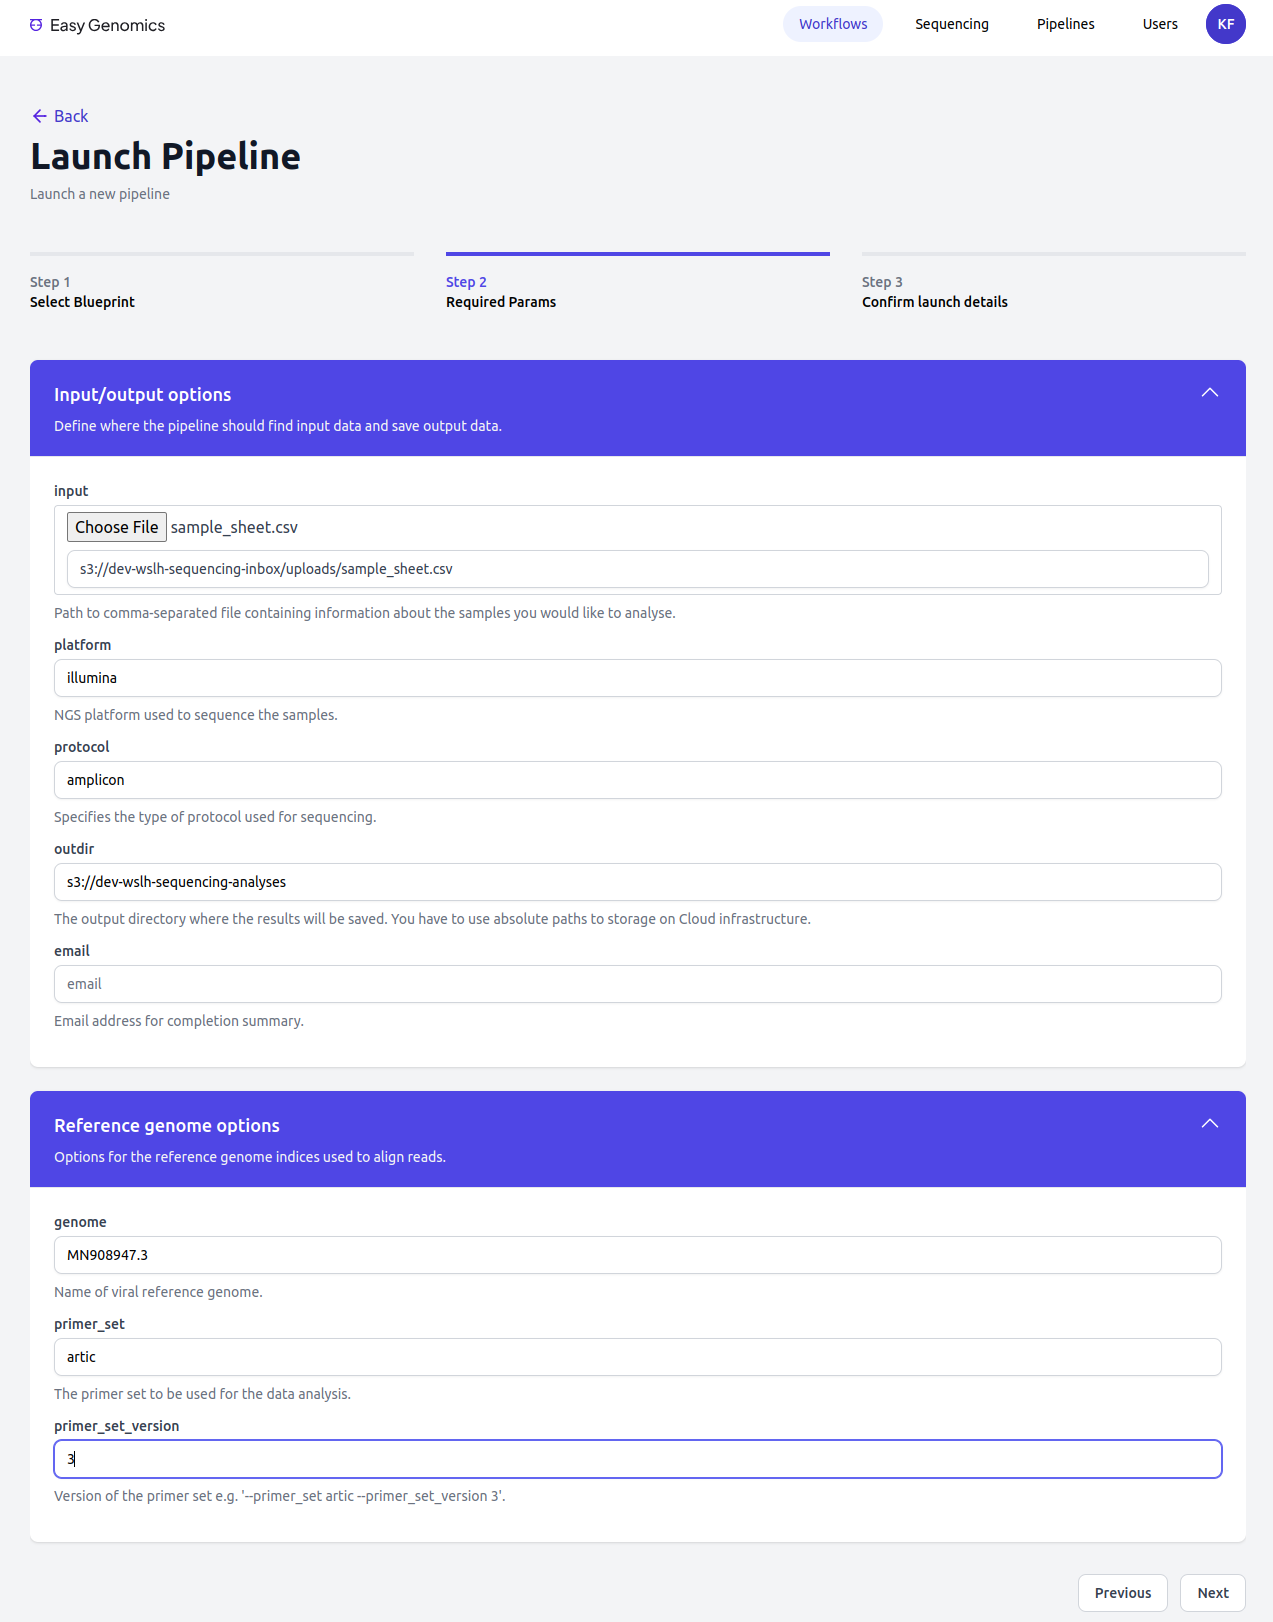 Easy Genomics
Workflows Sequencing Pipelines Users KF
Back
Launch Pipeline
Launch a new pipeline
Step 1
Select Blueprint
Step 2
Required Params
Step 3
Confirm launch details
Input/output options
Define where the pipeline should find input data and save output data.
input
Choose File sample_sheet.csv
s3://dev-wslh-sequencing-inbox/uploads/sample_sheet.csv
Path to comma-separated file containing information about the samples you would like to analyse.
platform
illumina
NGS platform used to sequence the samples.
protocol
amplicon
Specifies the type of protocol used for sequencing.
outdir
s3://dev-wslh-sequencing-analyses
The output directory where the results will be saved. You have to use absolute paths to storage on Cloud infrastructure.
email
email
Email address for completion summary.
Reference genome options
Options for the reference genome indices used to align reads.
genome
MN908947.3
Name of viral reference genome.
primer_set
artic
The primer set to be used for the data analysis.
primer_set_version
3
Version of the primer set e.g. '--primer_set artic --primer_set_version 3'.
Previous Next